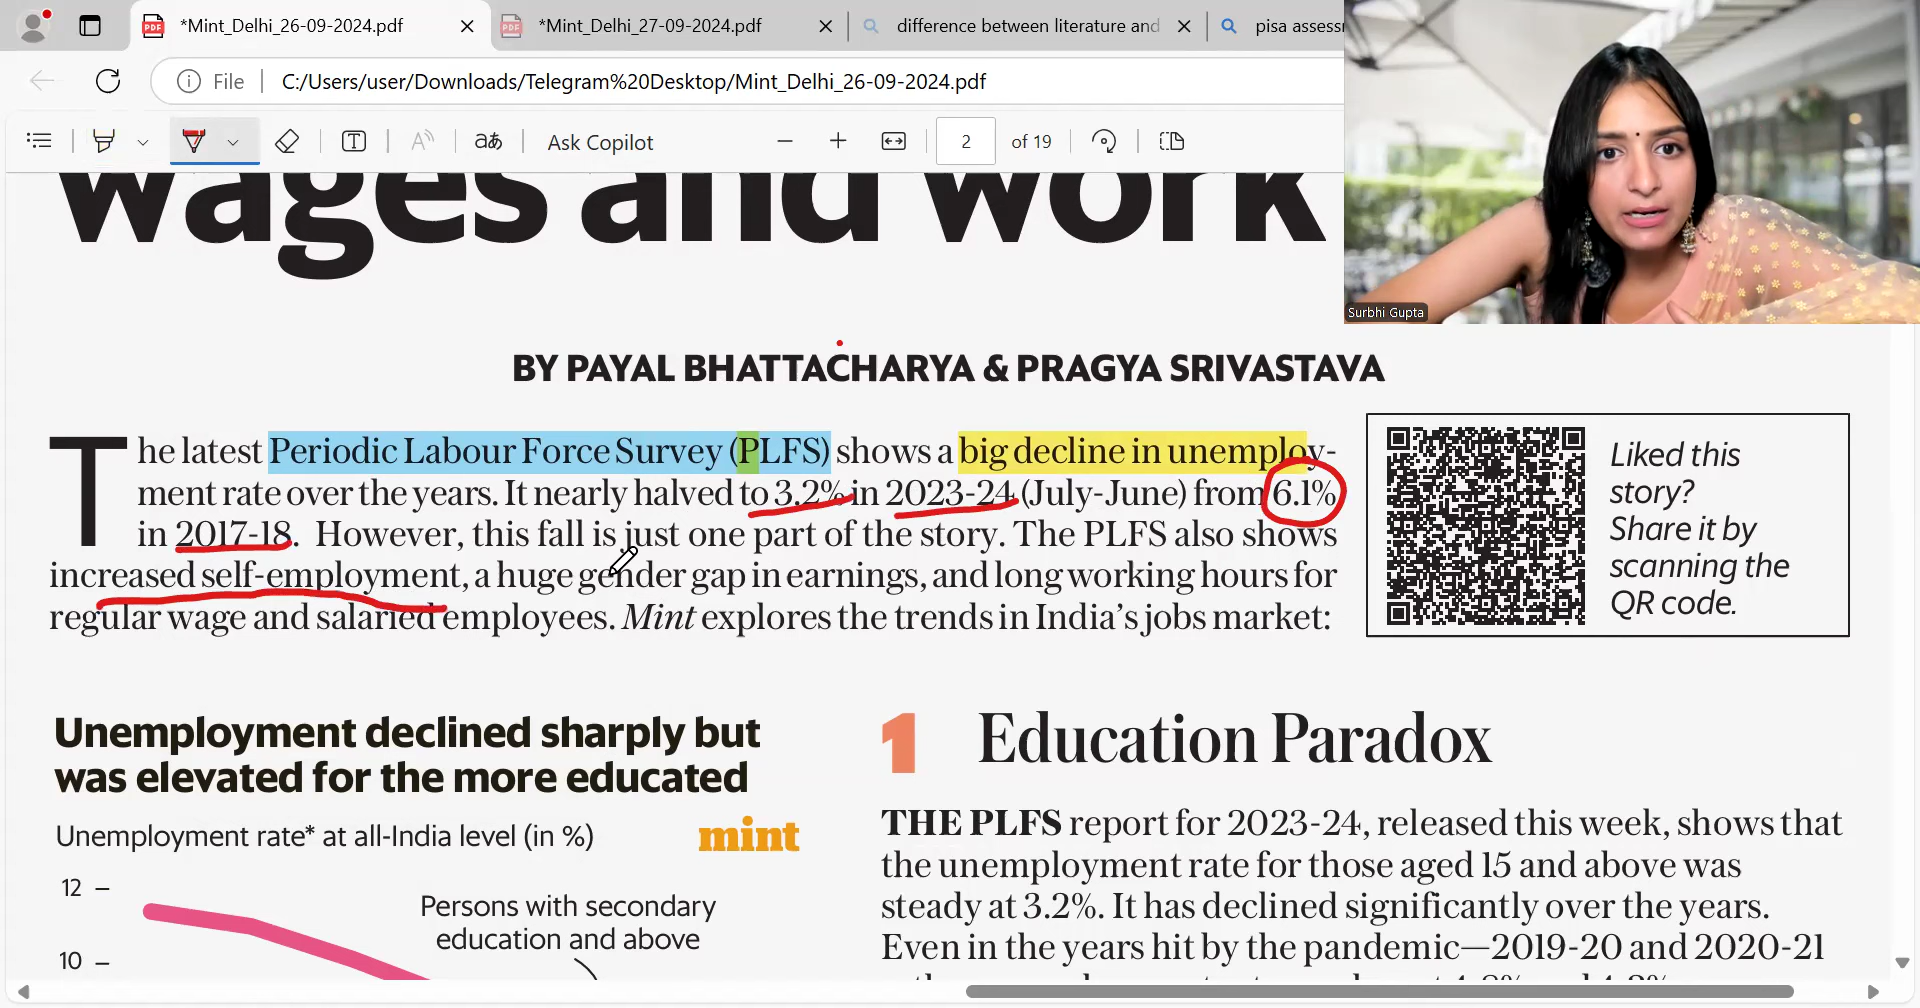 *Mint_Delhi_26-09-2024.pdf
*Mint_Delhi_27-09-2024.pdf
difference between literature and
pisa assessm
File
C:/Users/user/Downloads/Telegram%20Desktop/Mint_Delhi_26-09-2024.pdf
Ask Copilot
2
of 19
wages and work
Surbhi Gupta
BY PAYAL BHATTACHARYA & PRAGYA SRIVASTAVA
The latest Periodic Labour Force Survey (PLFS) shows a big decline in unemploy-
ment rate over the years. It nearly halved to 3.2% in 2023-24 (July-June) from 6.1%
in 2017-18. However, this fall is just one part of the story. The PLFS also shows
increased self-employment, a huge gender gap in earnings, and long working hours for
regular wage and salaried employees. Mint explores the trends in India's jobs market:
Liked this
story?
Share it by
scanning the
QR code.
Unemployment declined sharply but
was elevated for the more educated
Unemployment rate* at all-India level (in %)
mint
12
Persons with secondary
education and above
10
1 Education Paradox
THE PLFS report for 2023-24, released this week, shows that
the unemployment rate for those aged 15 and above was
steady at 3.2%. It has declined significantly over the years.
Even in the years hit by the pandemic—2019-20 and 2020-21